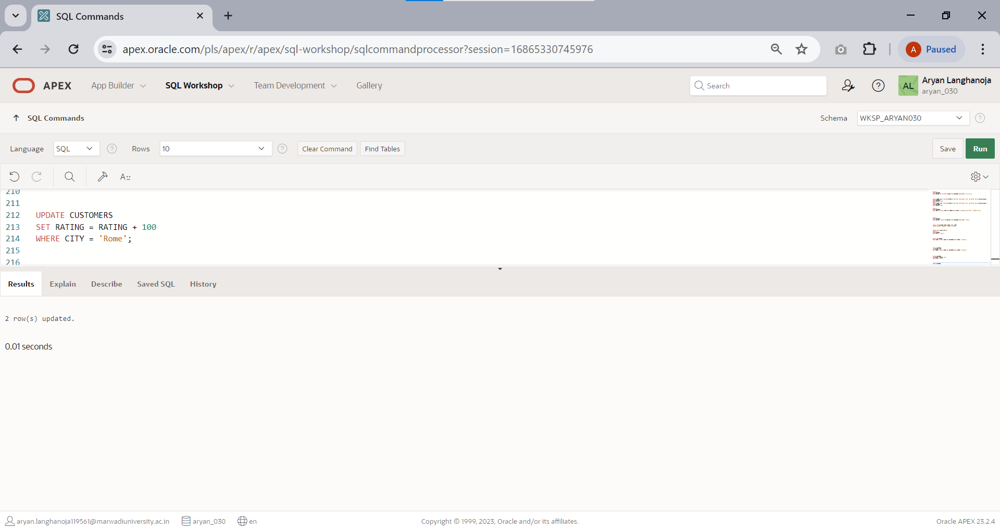 SQL Commands
apex.oracle.com/pls/apex/r/apex/sql-workshop/sqlcommandprocessor?session=16865330745976
A Paused
APEX App Builder SQL Workshop Team Development Gallery Search ? AL Aryan Langhanoja
aryan_030
SQL Commands Schema WKSP_ARYAN030 ?
Language SQL ? Rows 10 ? Clear Command Find Tables Save Run
A
210
211
212 UPDATE CUSTOMERS
213 SET RATING = RATING + 100
214 WHERE CITY = 'Rome';
215
216
Results Explain Describe Saved SQL History
2 row(s) updated.
0.01 seconds
aryan.langhanoja119561@marwadiuniversity.ac.in aryan_030 en Copyright © 1999, 2023, Oracle and/or its affiliates. Oracle APEX 23.2.4